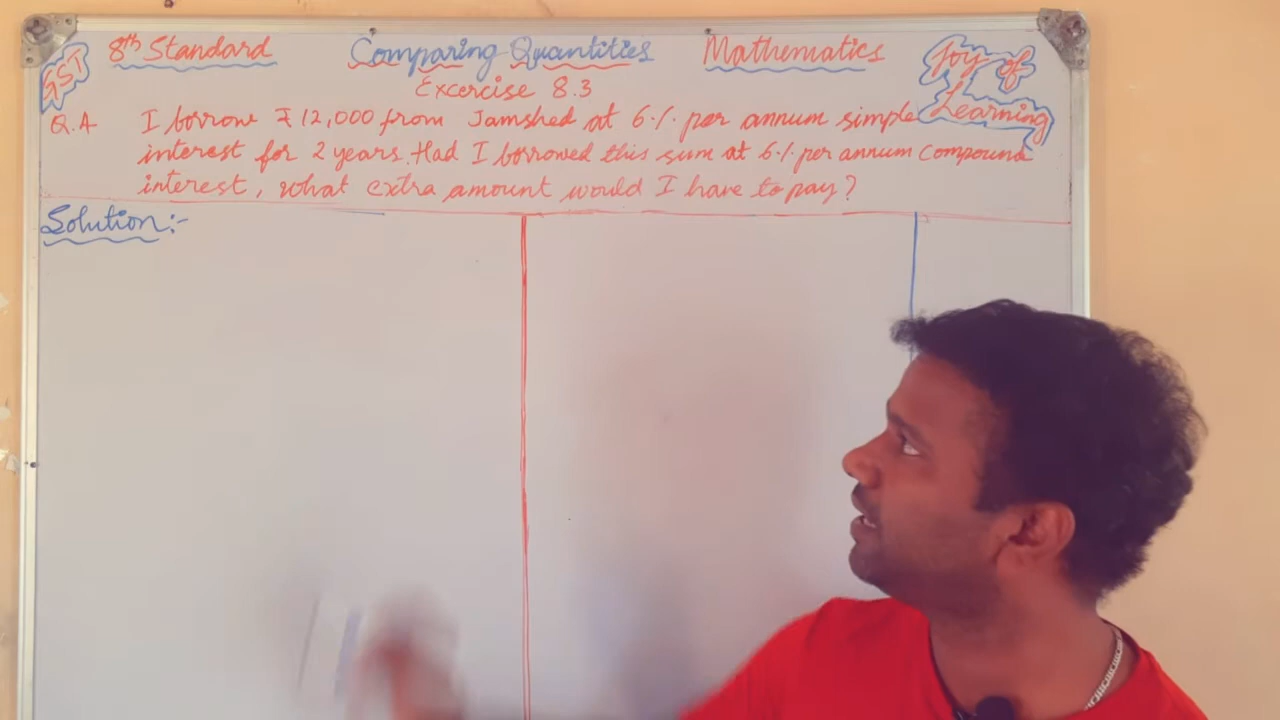 GST
8th Standard
Comparing Quantities
Mathematics
Joy of
Learning
Excercise 8.3
Q.4 I borrow ₹12,000 from Jamshed at 6% per annum simple
interest for 2 years. Had I borrowed this sum at 6% per annum compound
interest, what extra amount would I have to pay?
Solution:-